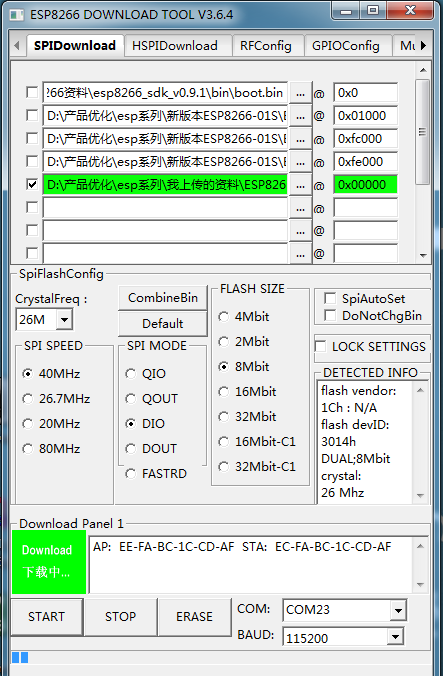 ESP8266 DOWNLOAD TOOL V3.6.4
SPIDownload HSPIDownload RFConfig GPIOConfig Mu
266资料\esp8266_sdk_v0.9.1\bin\boot.bin ... @ 0x0
D:\产品优化\esp系列\新版本ESP8266-01S\E ... @ 0x01000
D:\产品优化\esp系列\新版本ESP8266-01S\E ... @ 0xfc000
D:\产品优化\esp系列\新版本ESP8266-01S\E ... @ 0xfe000
D:\产品优化\esp系列\我上传的资料\ESP826 ... @ 0x00000
... @
... @
... @
SpiFlashConfig
CrystalFreq :
26M
CombineBin
Default
SPI SPEED
40MHz
26.7MHz
20MHz
80MHz
SPI MODE
QIO
QOUT
DIO
DOUT
FASTRD
FLASH SIZE
4Mbit
2Mbit
8Mbit
16Mbit
32Mbit
16Mbit-C1
32Mbit-C1
SpiAutoSet
DoNotChgBin
LOCK SETTINGS
DETECTED INFO
flash vendor:
1Ch : N/A
flash devID:
3014h
DUAL;8Mbit
crystal:
26 Mhz
Download Panel 1
Download
下载中...
AP: EE-FA-BC-1C-CD-AF STA: EC-FA-BC-1C-CD-AF
START STOP ERASE
COM: COM23
BAUD: 115200